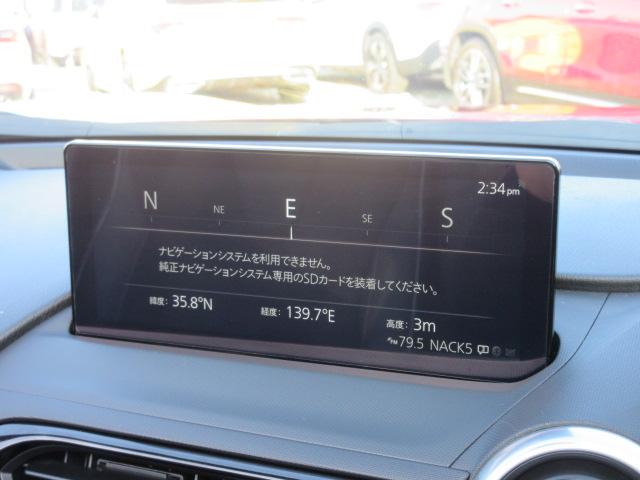 2:34pm
N NE E SE S
ナビゲーションシステムを利用できません。
純正ナビゲーションシステム専用のSDカードを装着してください。
緯度: 35.8°N 経度: 139.7°E 高度: 3m
FM 79.5 NACK5